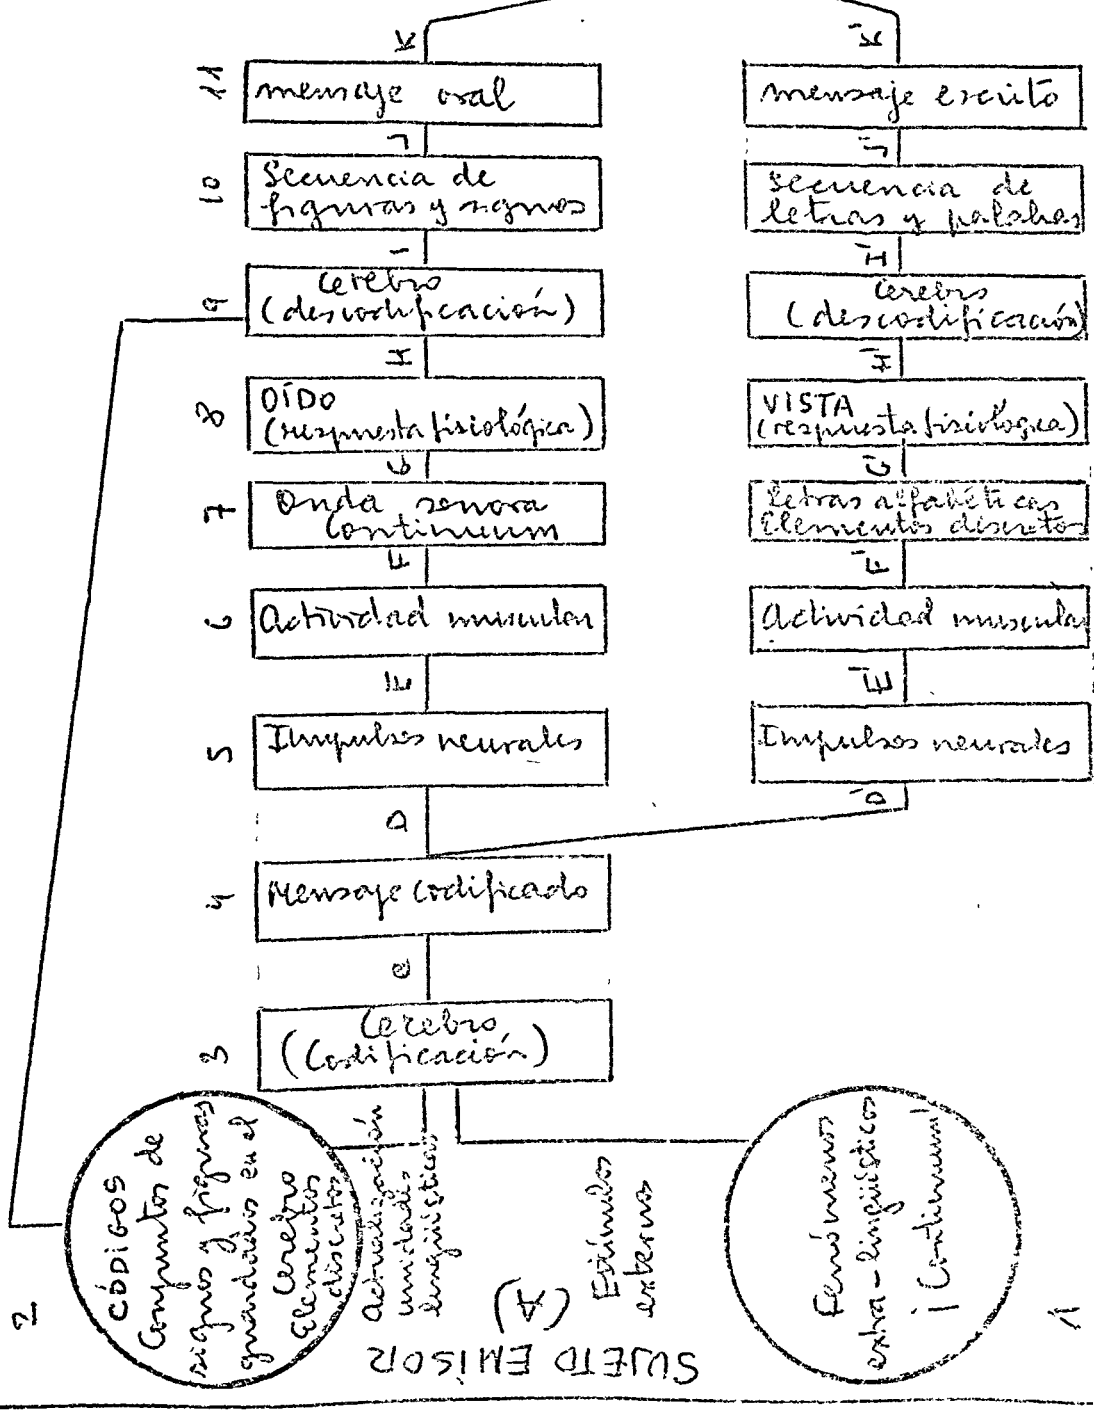 11
K
K'
mensaje oral
mensaje escrito
J
J'
10
Secuencia de
figuras y signos
secuencia de
letras y palabras
I
I'
9
Cerebro
(descodificación)
Cerebro
(descodificación)
H
H'
8
OÍDO
(respuesta fisiológica)
VISTA
(respuesta fisiológica)
G
G'
7
Onda sonora
Continuum
Letras alfabéticas
Elementos discretos
F
F'
6
Actividad muscular
Actividad muscular
E
E'
5
Impulsos neurales
Impulsos neurales
D
D'
4
Mensaje codificado
C
3
Cerebro
(Codificación)
2
CÓDIGOS
Conjuntos de
signos y figuras
guardados en el
Cerebro
Elementos
discretos
Actualización
unidades
lingüísticas
(A)
Estímulos
externos
SUJETO EMISOR
Fenómenos
extra-lingüísticos
¡Continuum!
1